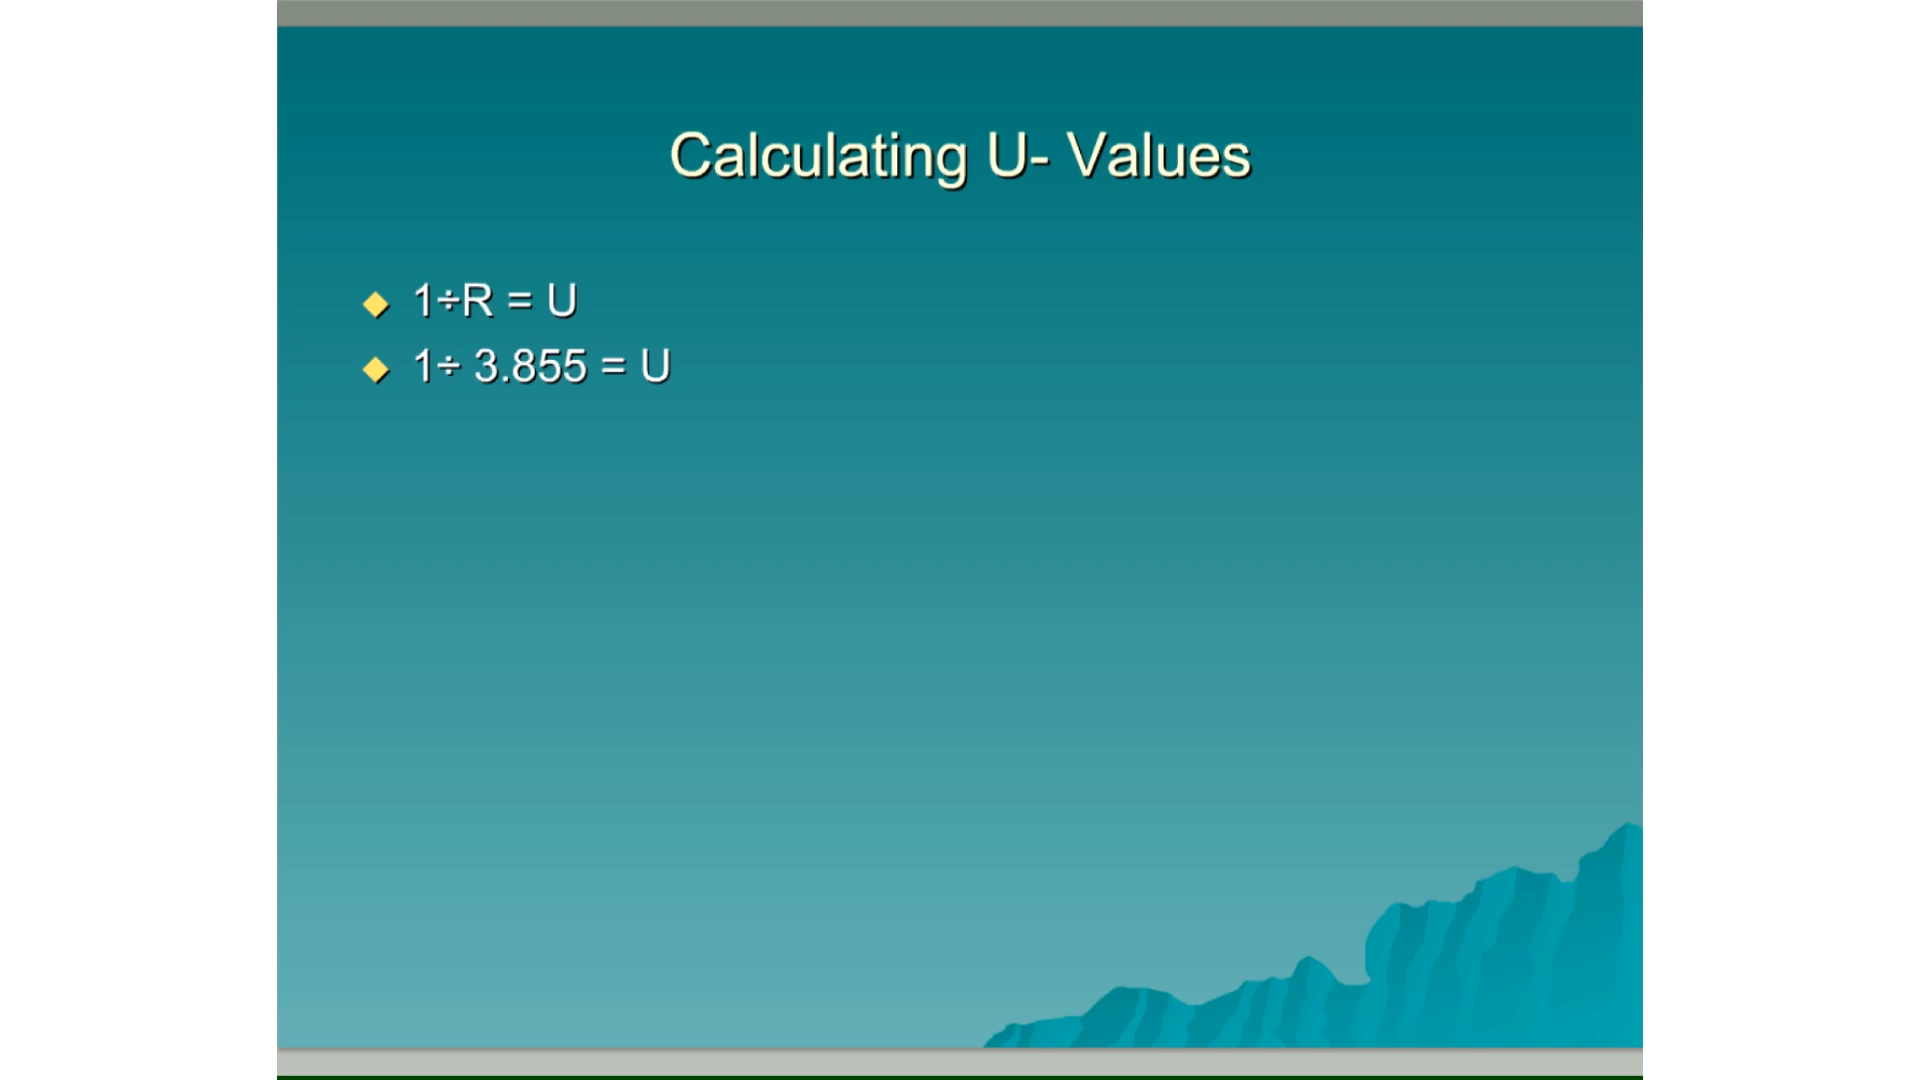 Calculating U- Values
1÷R = U
1÷ 3.855 = U